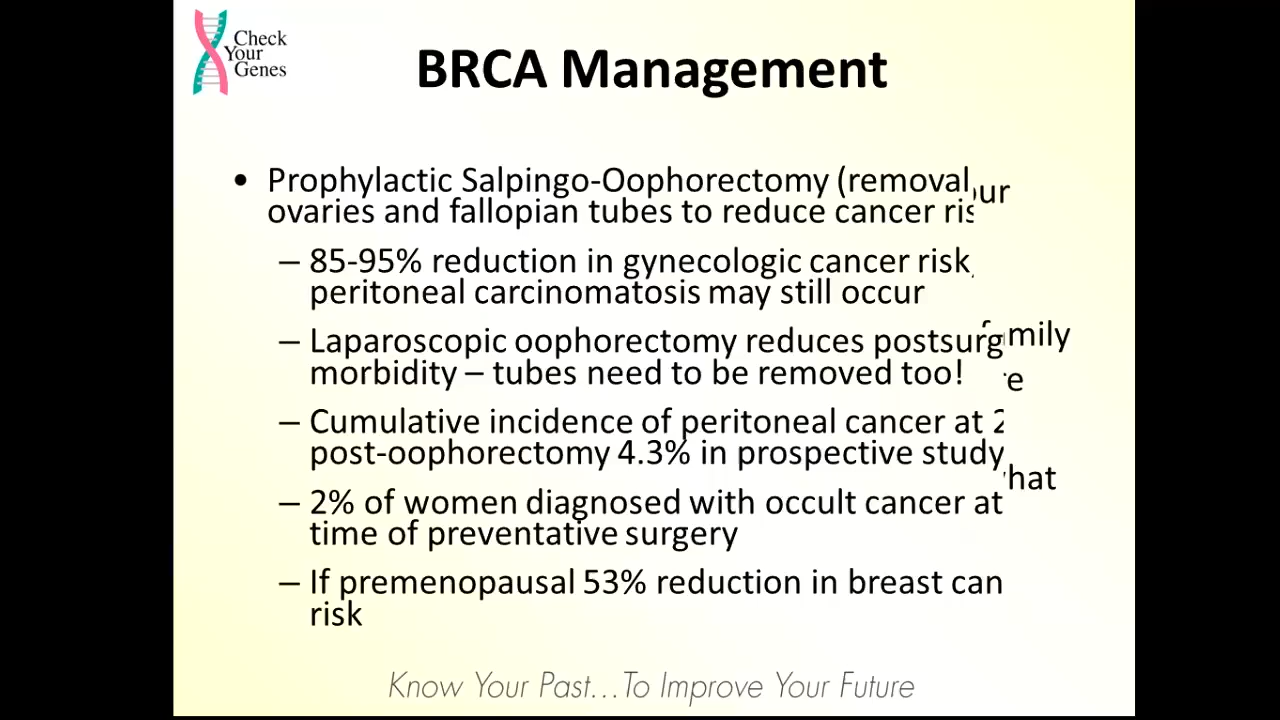 Check
Your
Genes
BRCA Management
• Prophylactic Salpingo-Oophorectomy (removal
ovaries and fallopian tubes to reduce cancer
– 85-95% reduction in gynecologic cancer risk
peritoneal carcinomatosis may still occur
– Laparoscopic oophorectomy reduces
morbidity – tubes need to be removed too!
– Cumulative incidence of peritoneal cancer at
post-oophorectomy 4.3% in prospective study
– 2% of women diagnosed with occult cancer at
time of preventative surgery
– If premenopausal 53% reduction in breast can
risk
Know Your Past...To Improve Your Future